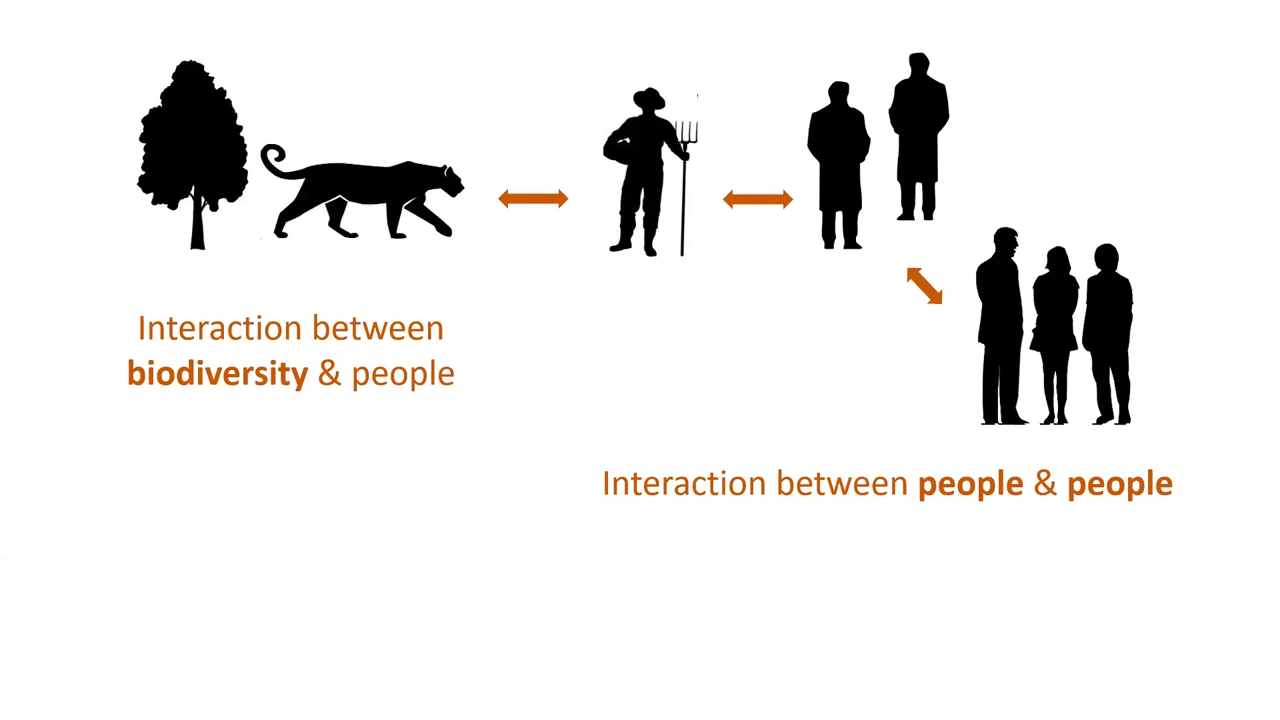 Interaction between
biodiversity & people
Interaction between people & people